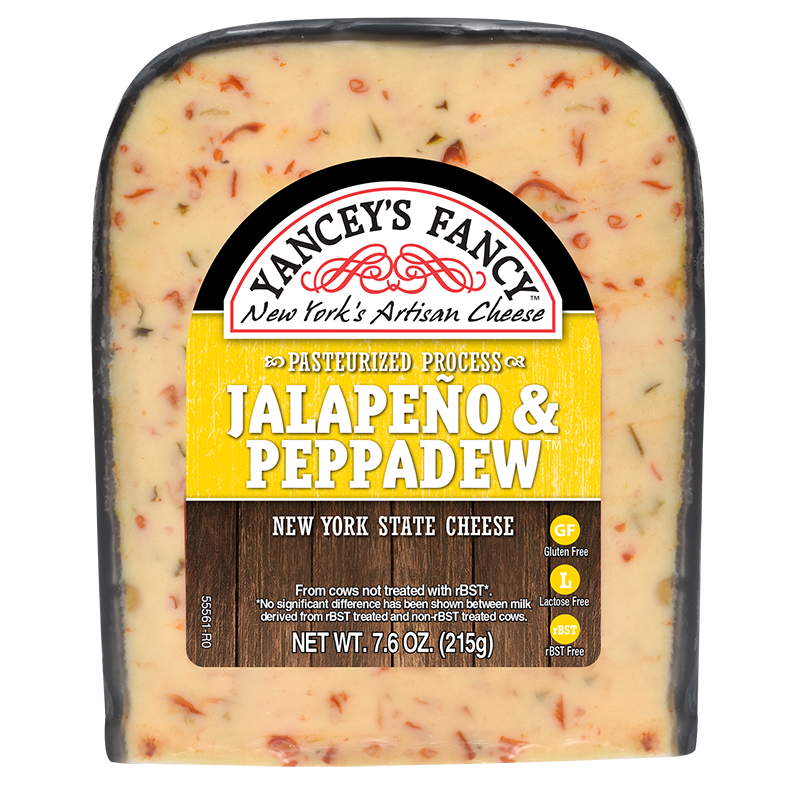 YANCEY'S FANCY™
New York's Artisan Cheese
PASTEURIZED PROCESS
JALAPEÑO &
PEPPADEW™
NEW YORK STATE CHEESE
GF
Gluten Free
L
Lactose Free
rBST
rBST Free
From cows not treated with rBST*.
*No significant difference has been shown between milk
derived from rBST treated and non-rBST treated cows.
NET WT. 7.6 OZ. (215g)
55561-R0